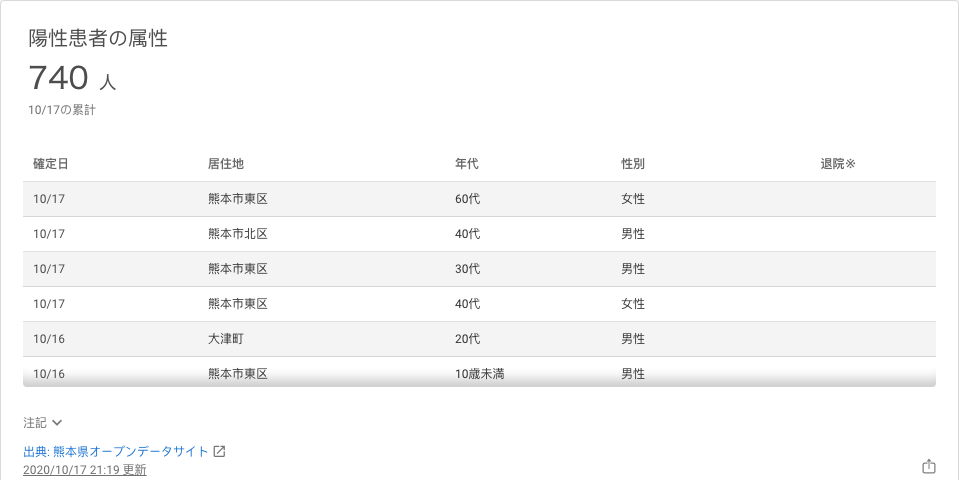 陽性患者の属性
740 人
10/17の累計
確定日 居住地 年代 性別 退院※
10/17 熊本市東区 60代 女性
10/17 熊本市北区 40代 男性
10/17 熊本市東区 30代 男性
10/17 熊本市東区 40代 女性
10/16 大津町 20代 男性
10/16 熊本市東区 10歳未満 男性
注記
出典: 熊本県オープンデータサイト
2020/10/17 21:19 更新